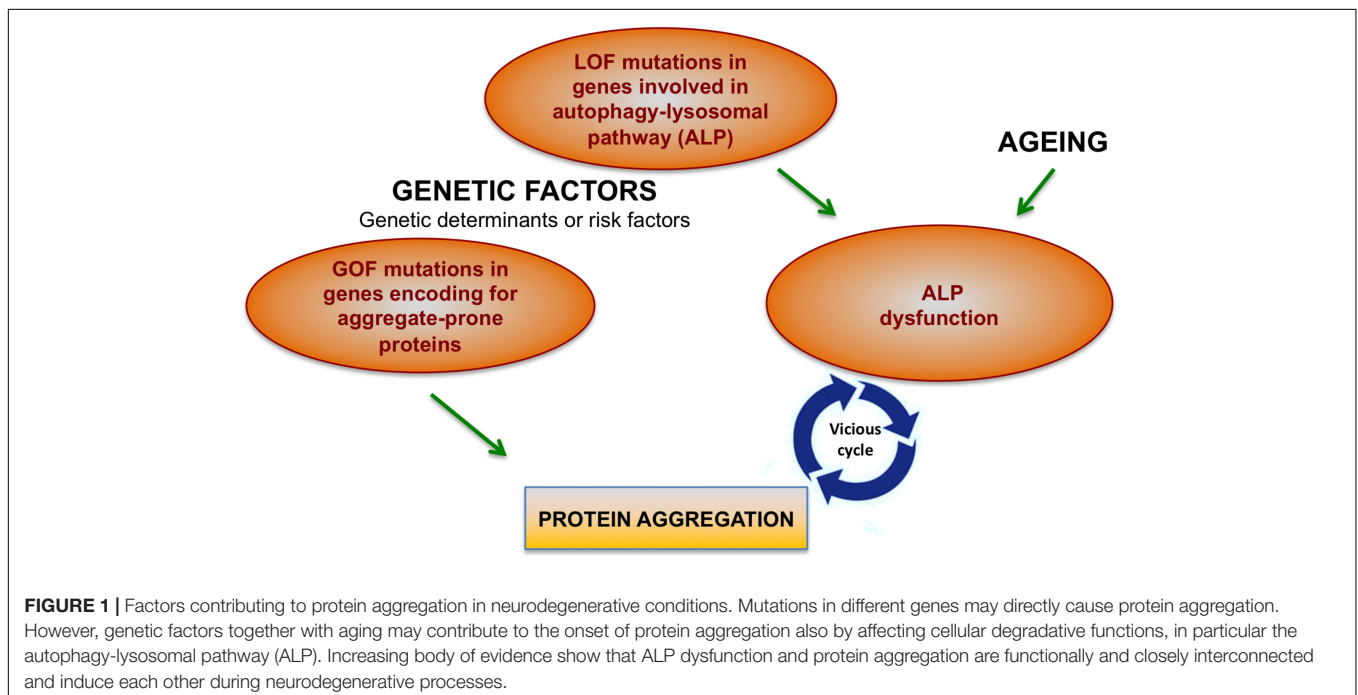 LOF mutations in
genes involved in
autophagy-lysosomal
pathway (ALP)
AGEING
GENETIC FACTORS
Genetic determinants or risk factors
GOF mutations in
genes encoding for
aggregate-prone
proteins
ALP
dysfunction
Vicious
cycle
PROTEIN AGGREGATION
FIGURE 1 | Factors contributing to protein aggregation in neurodegenerative conditions. Mutations in different genes may directly cause protein aggregation.
However, genetic factors together with aging may contribute to the onset of protein aggregation also by affecting cellular degradative functions, in particular the
autophagy-lysosomal pathway (ALP). Increasing body of evidence show that ALP dysfunction and protein aggregation are functionally and closely interconnected
and induce each other during neurodegenerative processes.